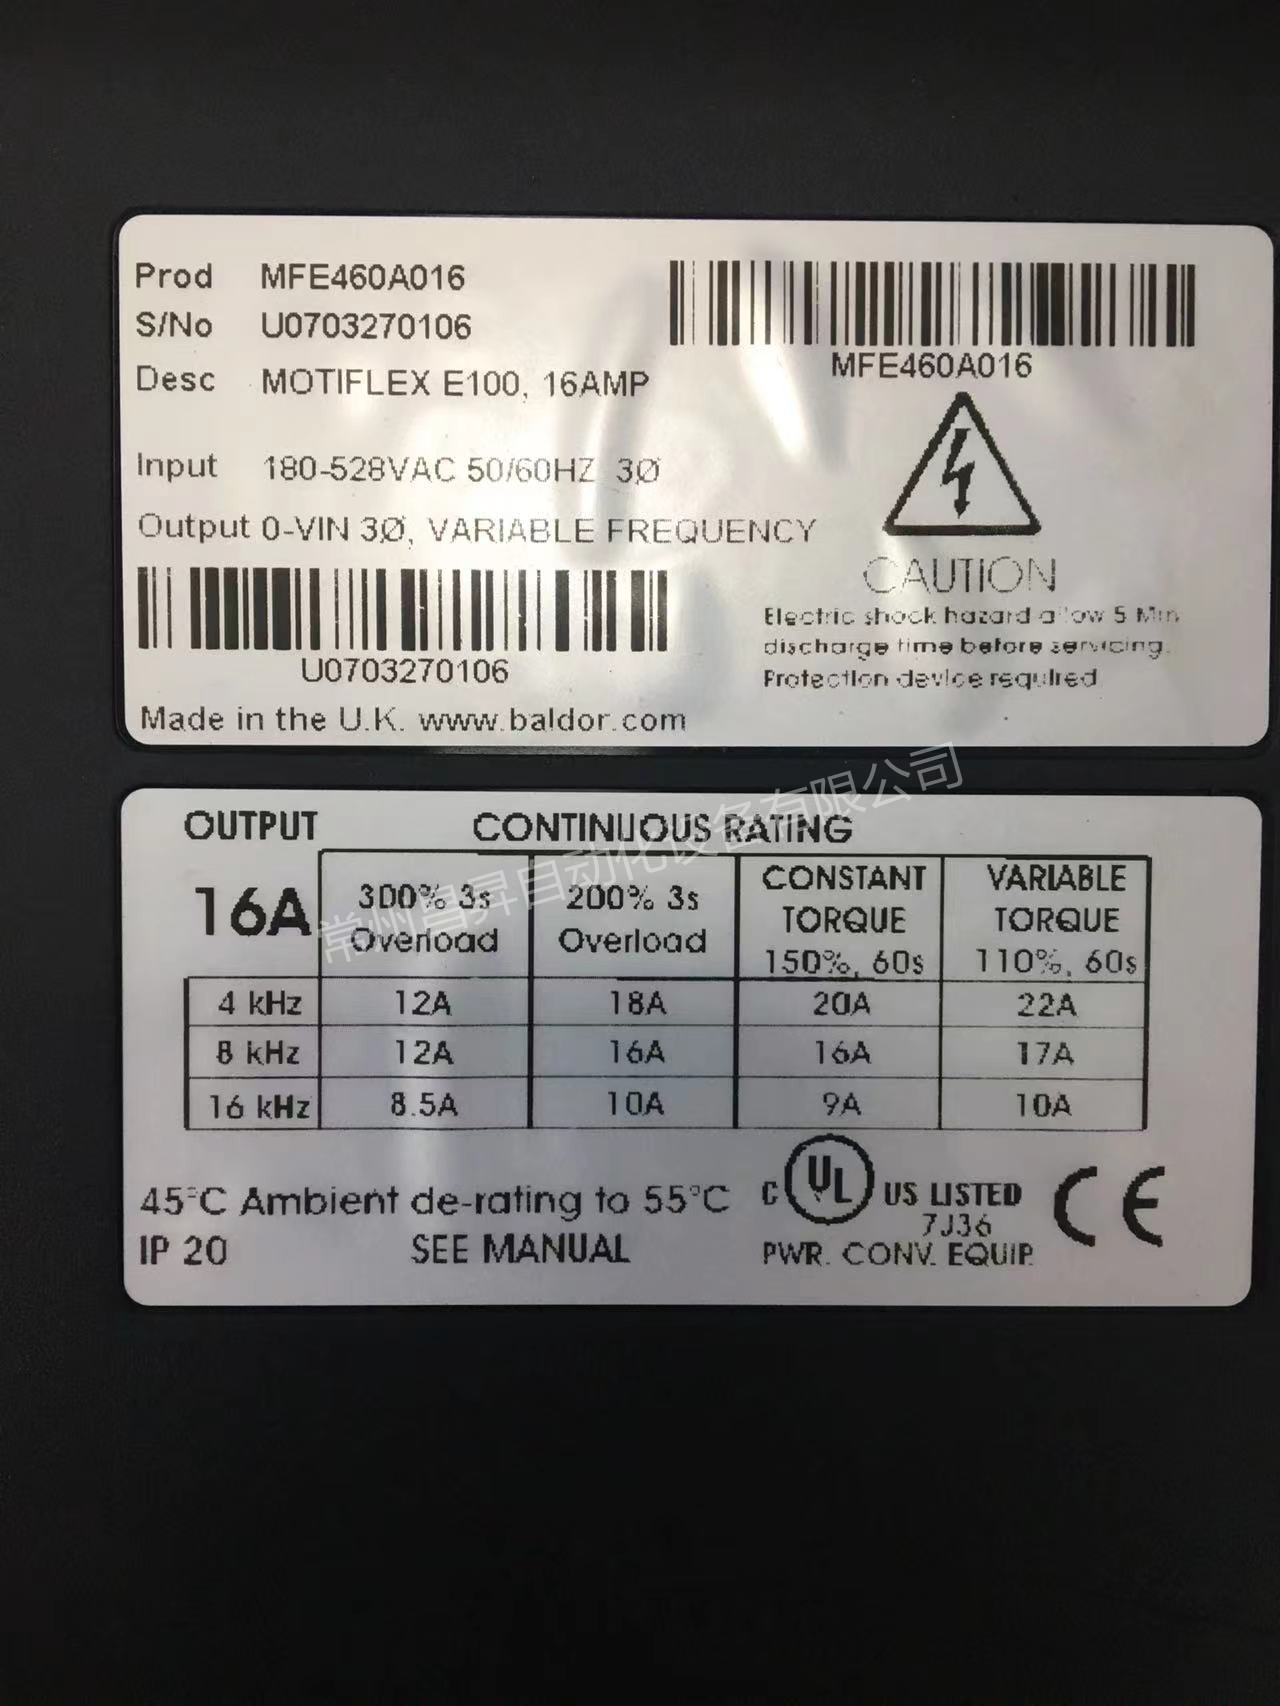 Prod MFE460A016
S/No U0703270106
Desc MOTIFLEX E100, 16AMP
MFE460A016
Input 180-528VAC 50/60HZ 3Ø
Output 0-VIN 3Ø, VARIABLE FREQUENCY
U0703270106
CAUTION
Electric shock hazard allow 5 Min
discharge time before servicing.
Protection device required
Made in the U.K. www.baldor.com
常州昌昇自动化设备有限公司
OUTPUT CONTINUOUS RATING
16A 300% 3s Overload 200% 3s Overload CONSTANT TORQUE 150%, 60s VARIABLE TORQUE 110%, 60s
4 kHz 12A 18A 20A 22A
8 kHz 12A 16A 16A 17A
16 kHz 8.5A 10A 9A 10A
45°C Ambient de-rating to 55°C
IP 20 SEE MANUAL
C UL US LISTED
7J36
PWR. CONV. EQUIP.
CE